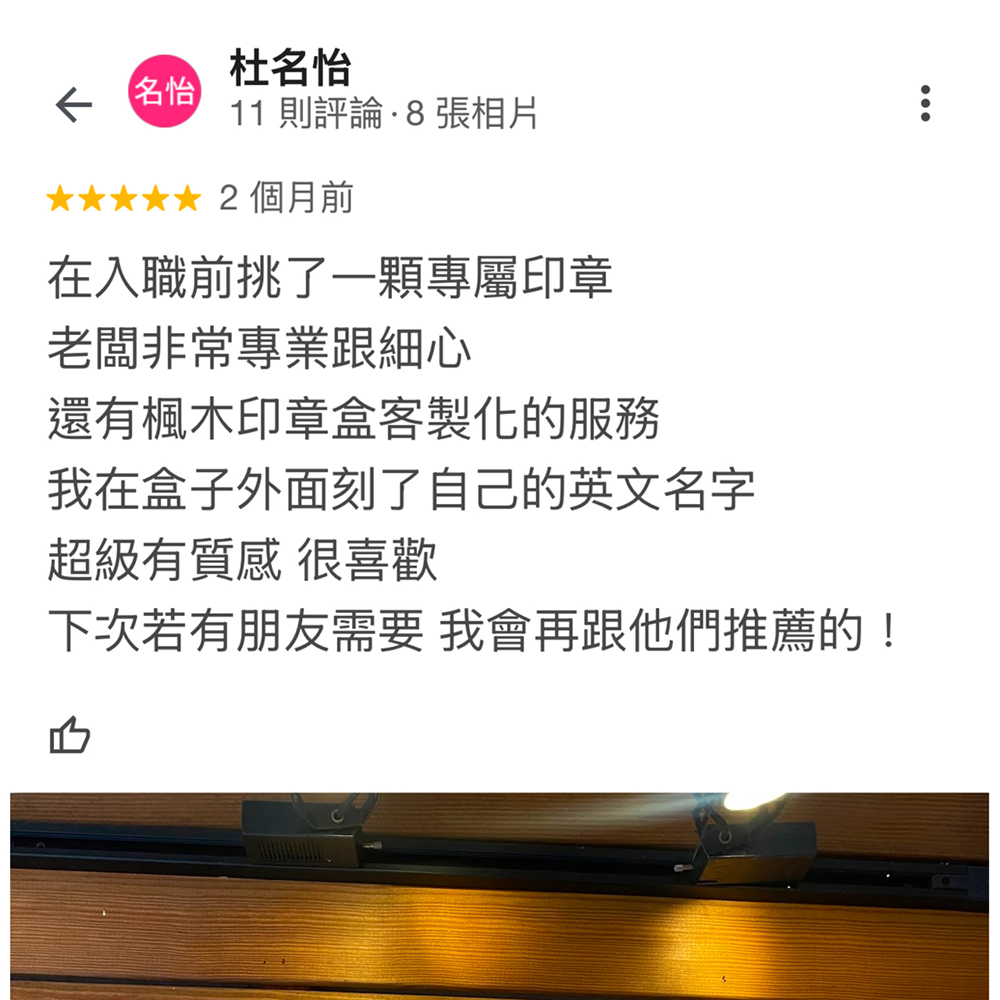 杜名怡
名怡
11 則評論·8 張相片
2 個月前
在入職前挑了一顆專屬印章
老闆非常專業跟細心
還有楓木印章盒客製化的服務
我在盒子外面刻了自己的英文名字
超級有質感 很喜歡
下次若有朋友需要 我會再跟他們推薦的！